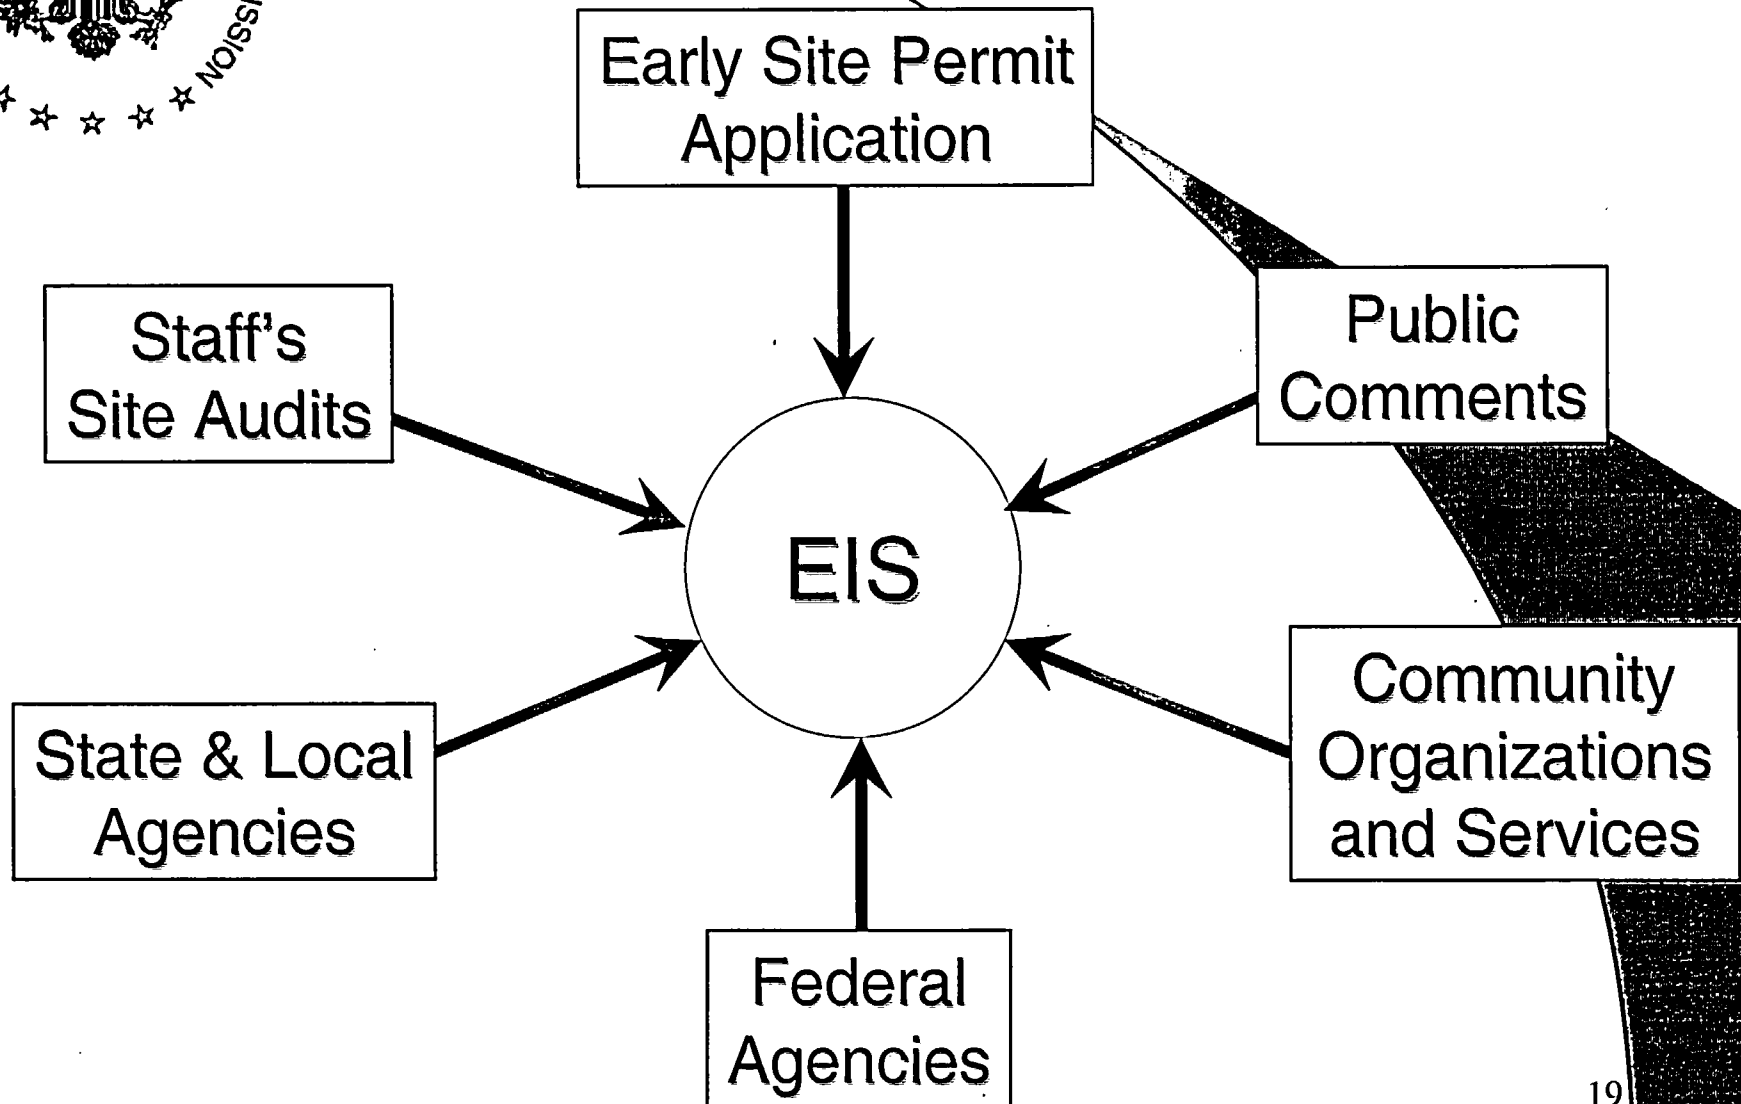 ISSION
Early Site Permit
Application
Staff's
Site Audits
Public
Comments
EIS
State & Local
Agencies
Community
Organizations
and Services
Federal
Agencies
19